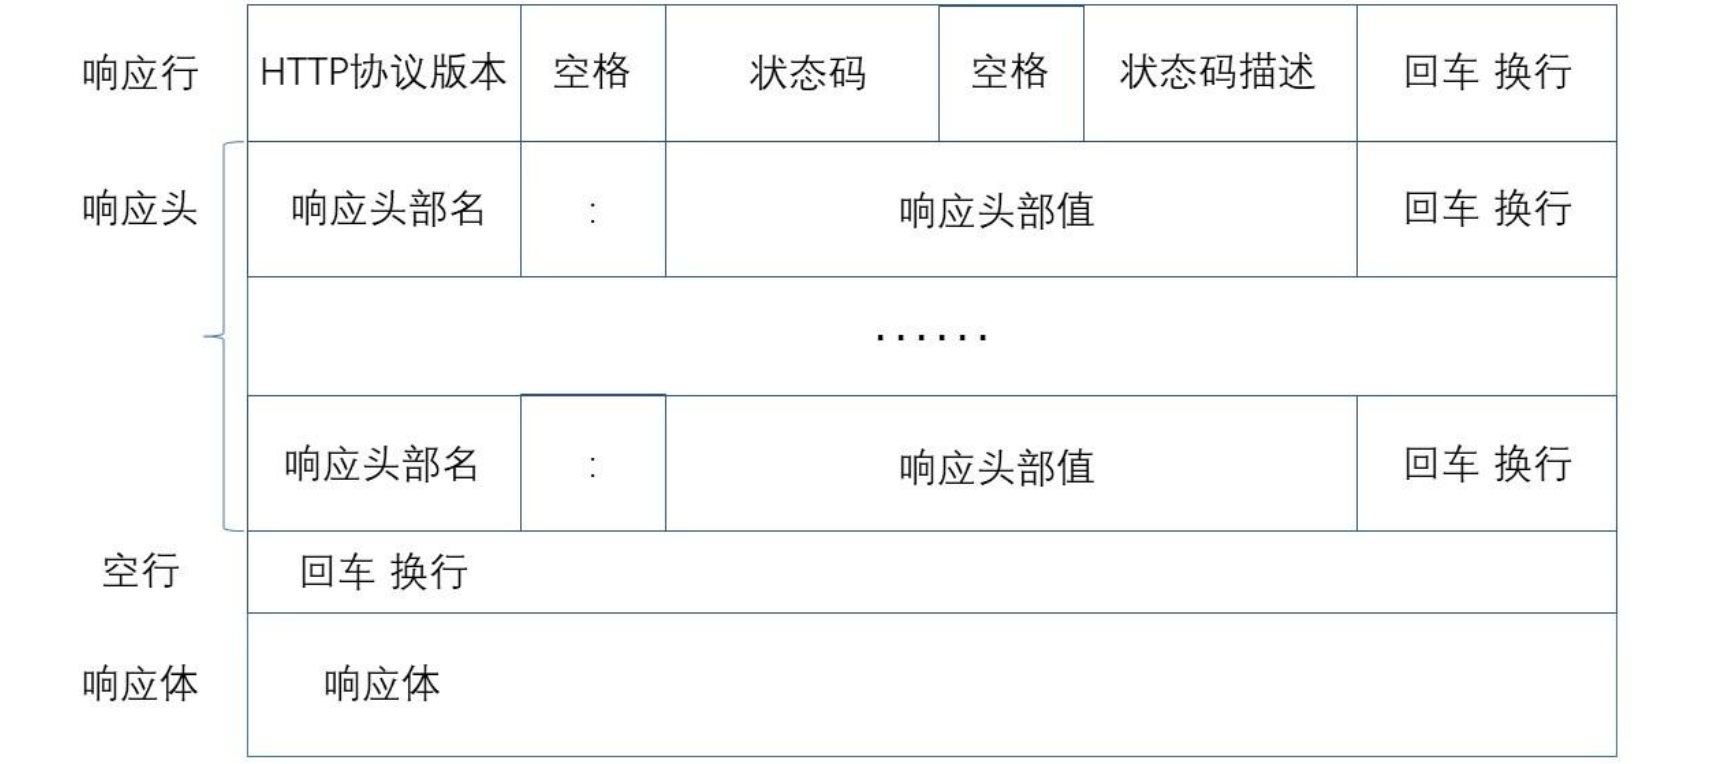 响应行 HTTP协议版本 空格 状态码 空格 状态码描述 回车 换行
响应头 响应头部名 : 响应头部值 回车 换行
......
响应头部名 : 响应头部值 回车 换行
空行 回车 换行
响应体 响应体